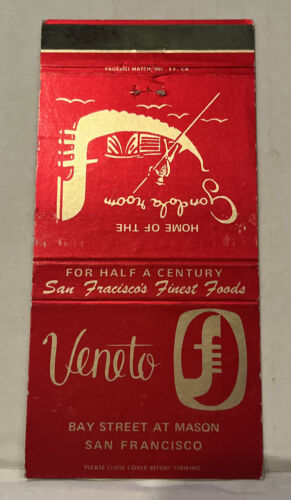 PAGEANT MATCH, INC. S.F., CA
HOME OF THE
Gondola Room
FOR HALF A CENTURY
San Fracisco's Finest Foods
Veneto
BAY STREET AT MASON
SAN FRANCISCO
PLEASE CLOSE COVER BEFORE STRIKING